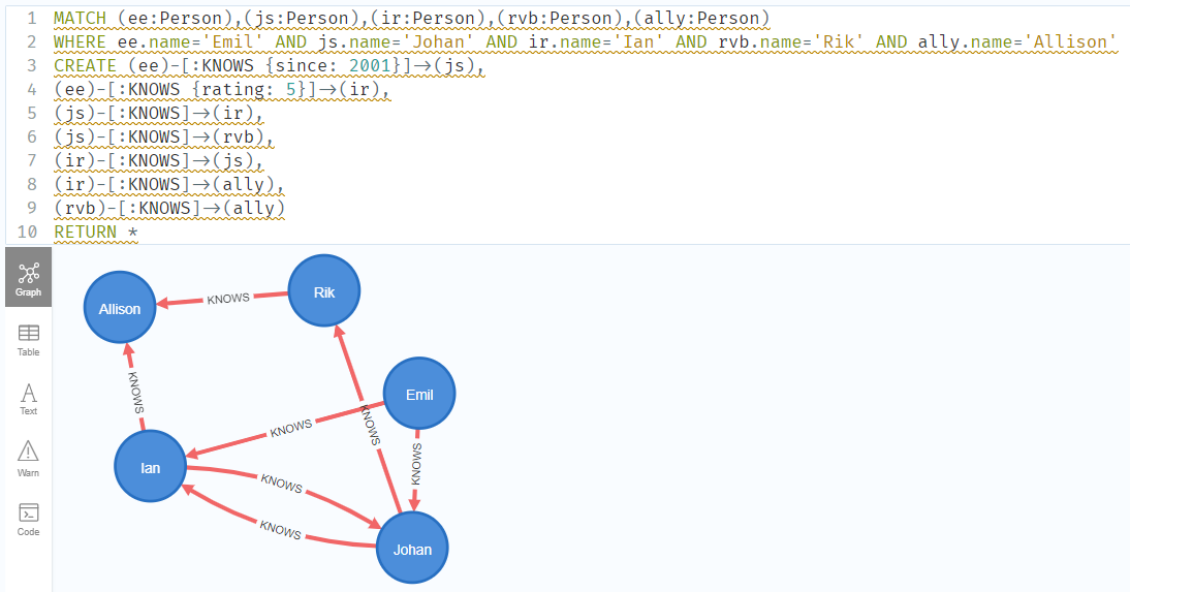 1 MATCH (ee:Person),(js:Person),(ir:Person),(rvb:Person),(ally:Person)
2 WHERE ee.name='Emil' AND js.name='Johan' AND ir.name='Ian' AND rvb.name='Rik' AND ally.name='Allison'
3 CREATE (ee)-[:KNOWS {since: 2001}]→(js),
4 (ee)-[:KNOWS {rating: 5}]→(ir),
5 (js)-[:KNOWS]→(ir),
6 (js)-[:KNOWS]→(rvb),
7 (ir)-[:KNOWS]→(js),
8 (ir)-[:KNOWS]→(ally),
9 (rvb)-[:KNOWS]→(ally)
10 RETURN *
Graph
Table
Text
Warn
Code
Allison
KNOWS
Rik
KNOWS
Emil
KNOWS
KNOWS
KNOWS
Ian
KNOWS
KNOWS
Johan